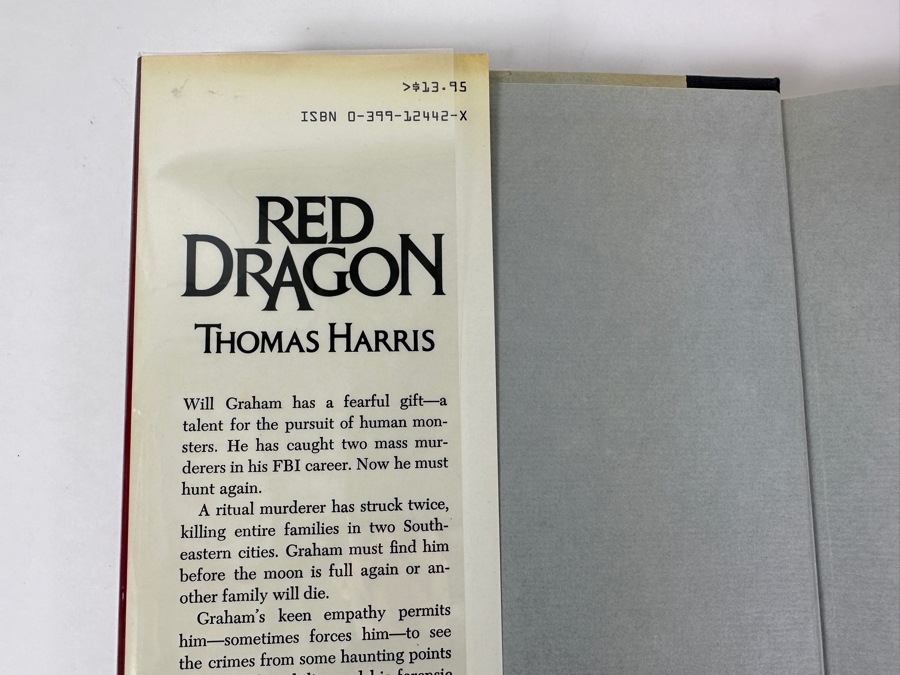 >$13.95
ISBN 0-399-12442-X
RED
DRAGON
THOMAS HARRIS
Will Graham has a fearful gift—a
talent for the pursuit of human mon-
sters. He has caught two mass mur-
derers in his FBI career. Now he must
hunt again.
A ritual murderer has struck twice,
killing entire families in two South-
eastern cities. Graham must find him
before the moon is full again or an-
other family will die.
Graham's keen empathy permits
him—sometimes forces him—to see
the crimes from some haunting points